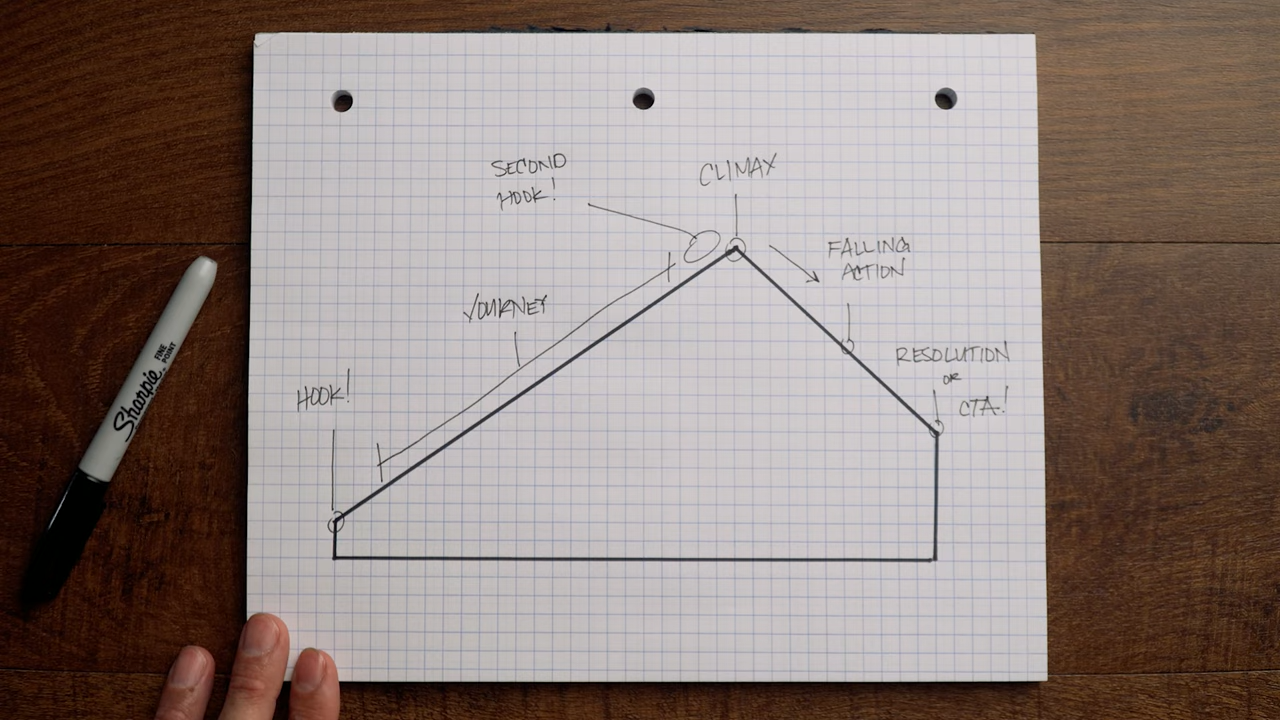 SECOND
HOOK!
CLIMAX
FALLING
ACTION
JOURNEY
RESOLUTION
OR
CTA!
HOOK!
Sharpie
FINE
POINT